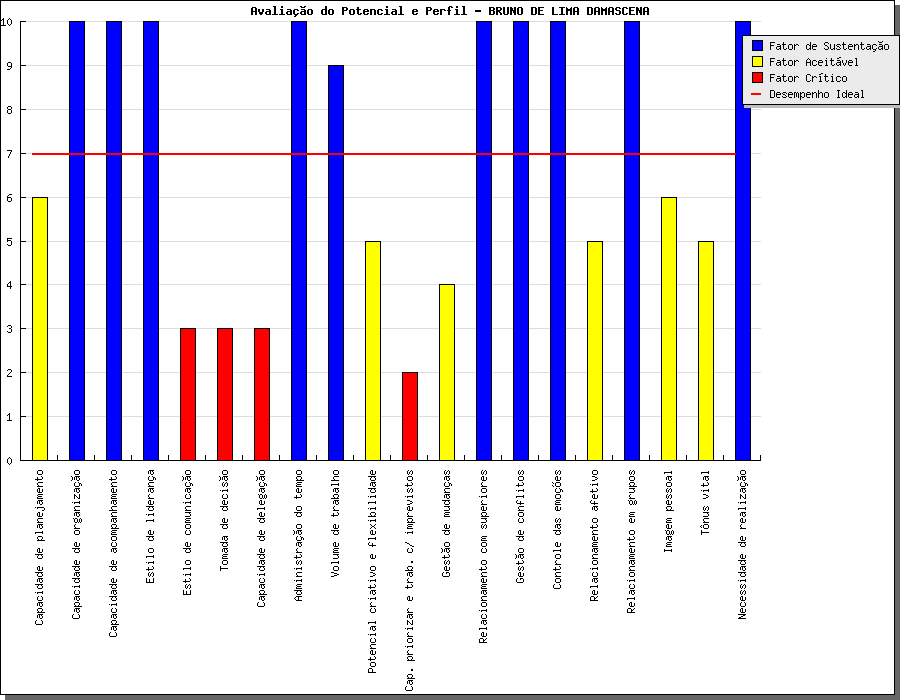 Avaliação do Potencial e Perfil - BRUNO DE LIMA DAMASCENA
10
9
8
7
6
5
4
3
2
1
0
Fator de Sustentação
Fator Aceitável
Fator Crítico
Desempenho Ideal
Capacidade de planejamento
Capacidade de organização
Capacidade de acompanhamento
Estilo de liderança
Estilo de comunicação
Tomada de decisão
Capacidade de delegação
Administração do tempo
Volume de trabalho
Potencial criativo e flexibilidade
Cap. priorizar e trab. c/ imprevistos
Gestão de mudanças
Relacionamento com superiores
Gestão de conflitos
Controle das emoções
Relacionamento afetivo
Relacionamento em grupos
Imagem pessoal
Tônus vital
Necessidade de realização